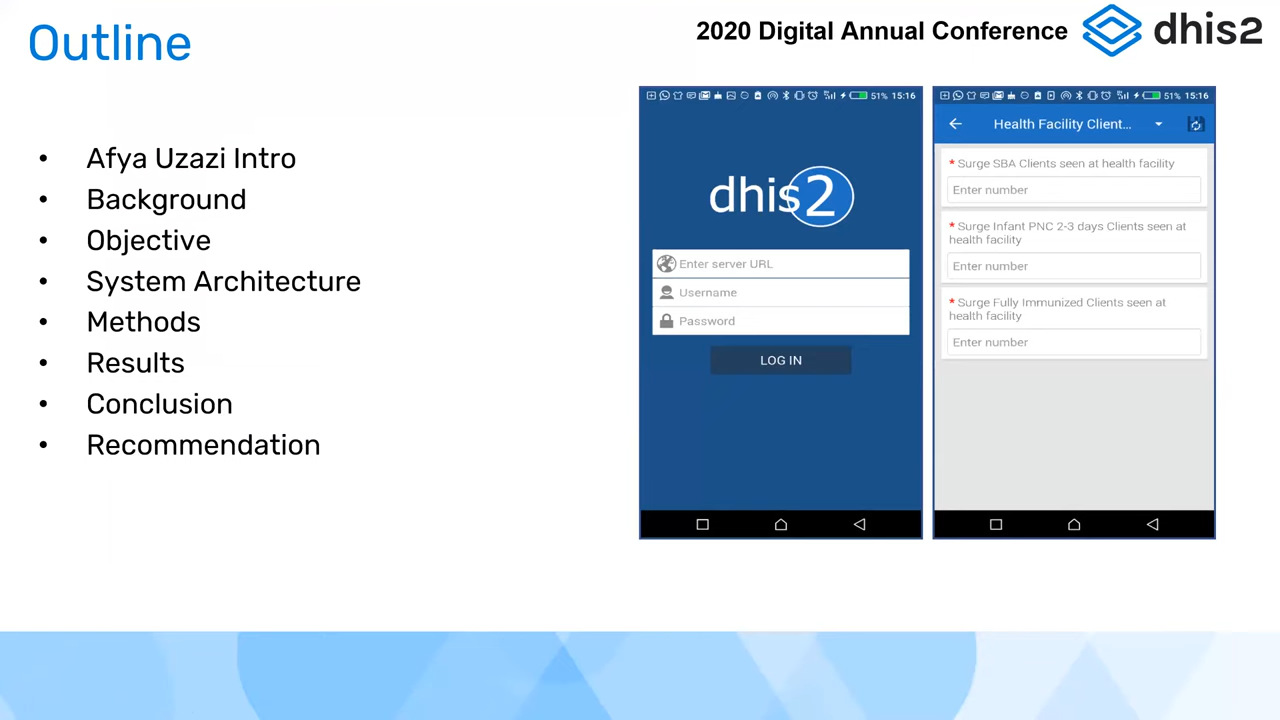 Outline
2020 Digital Annual Conference
dhis2
• Afya Uzazi Intro
• Background
• Objective
• System Architecture
• Methods
• Results
• Conclusion
• Recommendation
51% 15:16
dhis2
Enter server URL
Username
Password
LOG IN
51% 15:16
Health Facility Client...
* Surge SBA Clients seen at health facility
Enter number
* Surge Infant PNC 2-3 days Clients seen at
health facility
Enter number
* Surge Fully Immunized Clients seen at
health facility
Enter number